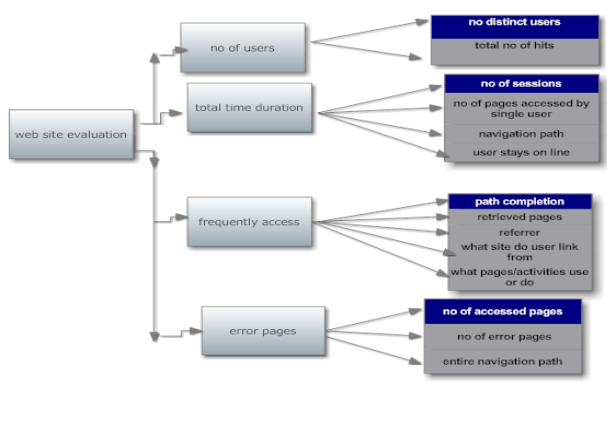 web site evaluation
no of users
no distinct users
total no of hits
total time duration
no of sessions
no of pages accessed by
single user
navigation path
user stays on line
frequently access
path completion
retrieved pages
referrer
what site do user link
from
what pages/activities use
or do
error pages
no of accessed pages
no of error pages
entire navigation path